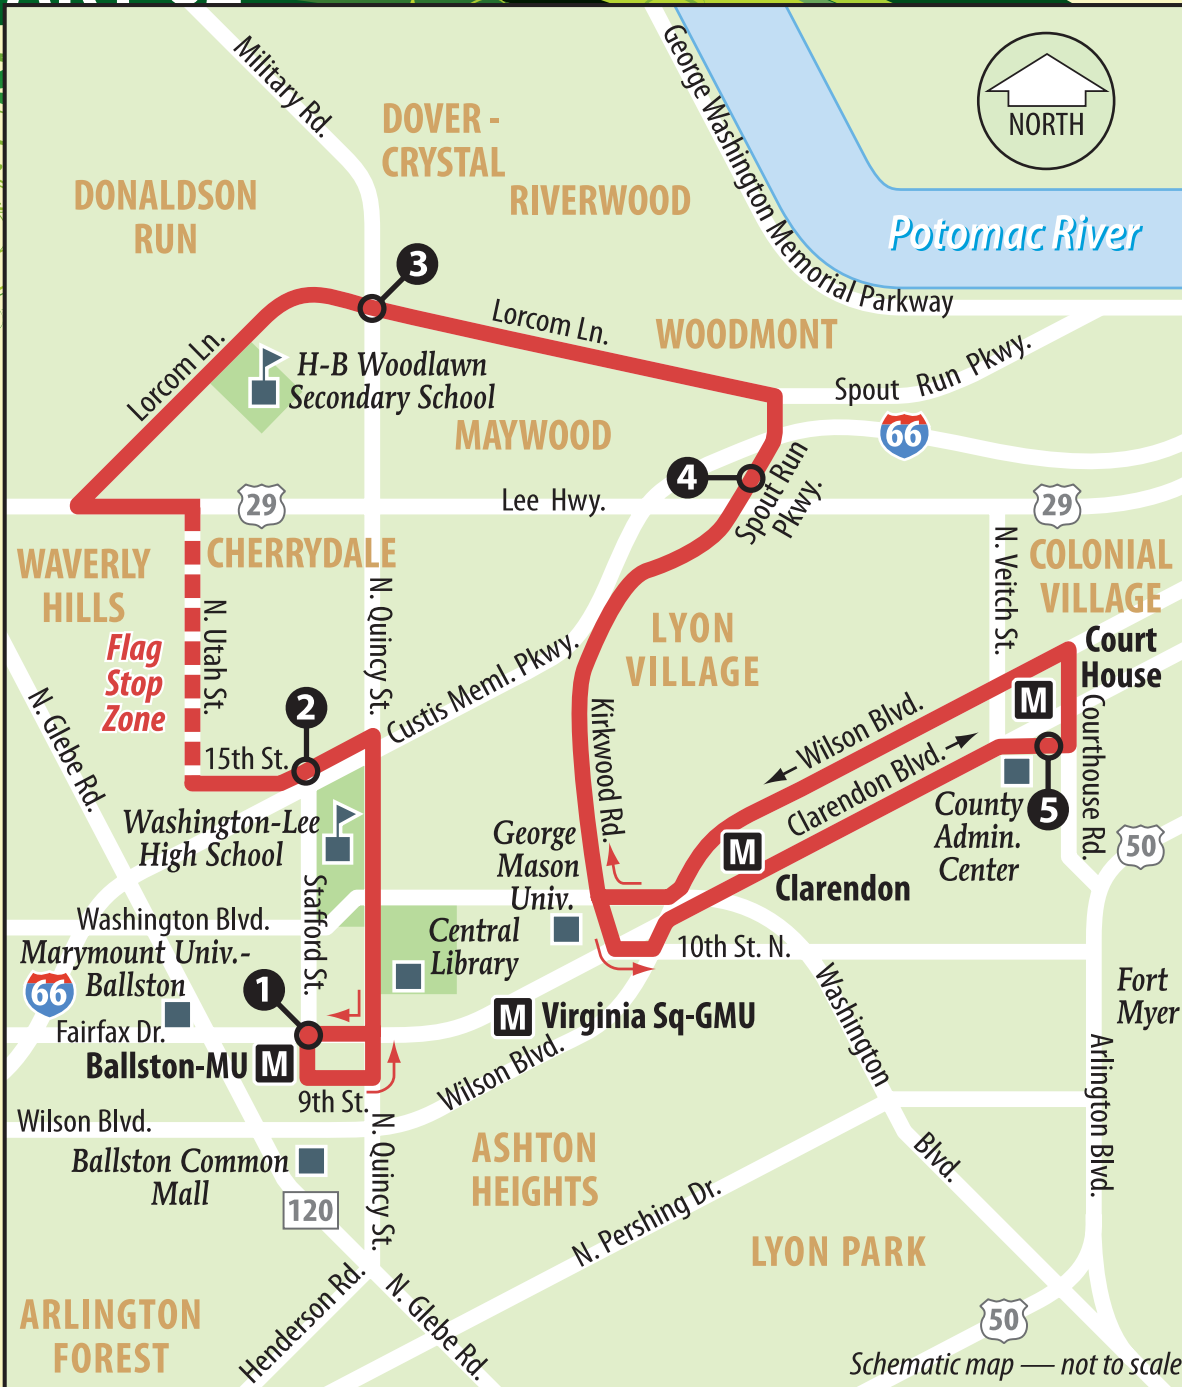 Military Rd.
George Washington Memorial Parkway
NORTH
DOVER -
CRYSTAL
RIVERWOOD
DONALDSON
RUN
Potomac River
3
Lorcom Ln.
WOODMONT
Lorcom Ln.
H-B Woodlawn
Secondary School
Spout Run Pkwy.
66
MAYWOOD
4
Spout Run
Pkwy.
29
Lee Hwy.
29
WAVERLY
HILLS
CHERRYDALE
N. Veitch St.
COLONIAL
VILLAGE
N. Utah St.
N. Quincy St.
Flag
Stop
Zone
LYON
VILLAGE
Court
House
M
Custis Meml. Pkwy.
N. Glebe Rd.
2
15th St.
Kirkwood Rd.
Wilson Blvd.
Clarendon Blvd.
Courthouse Rd.
5
County
Admin.
Center
50
Washington-Lee
High School
George
Mason
Univ.
M
Clarendon
Stafford St.
Washington Blvd.
Marymount Univ.-
Ballston
66
Central
Library
10th St. N.
1
Fairfax Dr.
Ballston-MU
M
M
Virginia Sq-GMU
Washington
Blvd.
Fort
Myer
9th St.
Wilson Blvd.
Wilson Blvd.
N. Quincy St.
Arlington Blvd.
Ballston Common
Mall
120
ASHTON
HEIGHTS
N. Pershing Dr.
LYON PARK
ARLINGTON
FOREST
Henderson Rd.
N. Glebe Rd.
50
Schematic map — not to scale